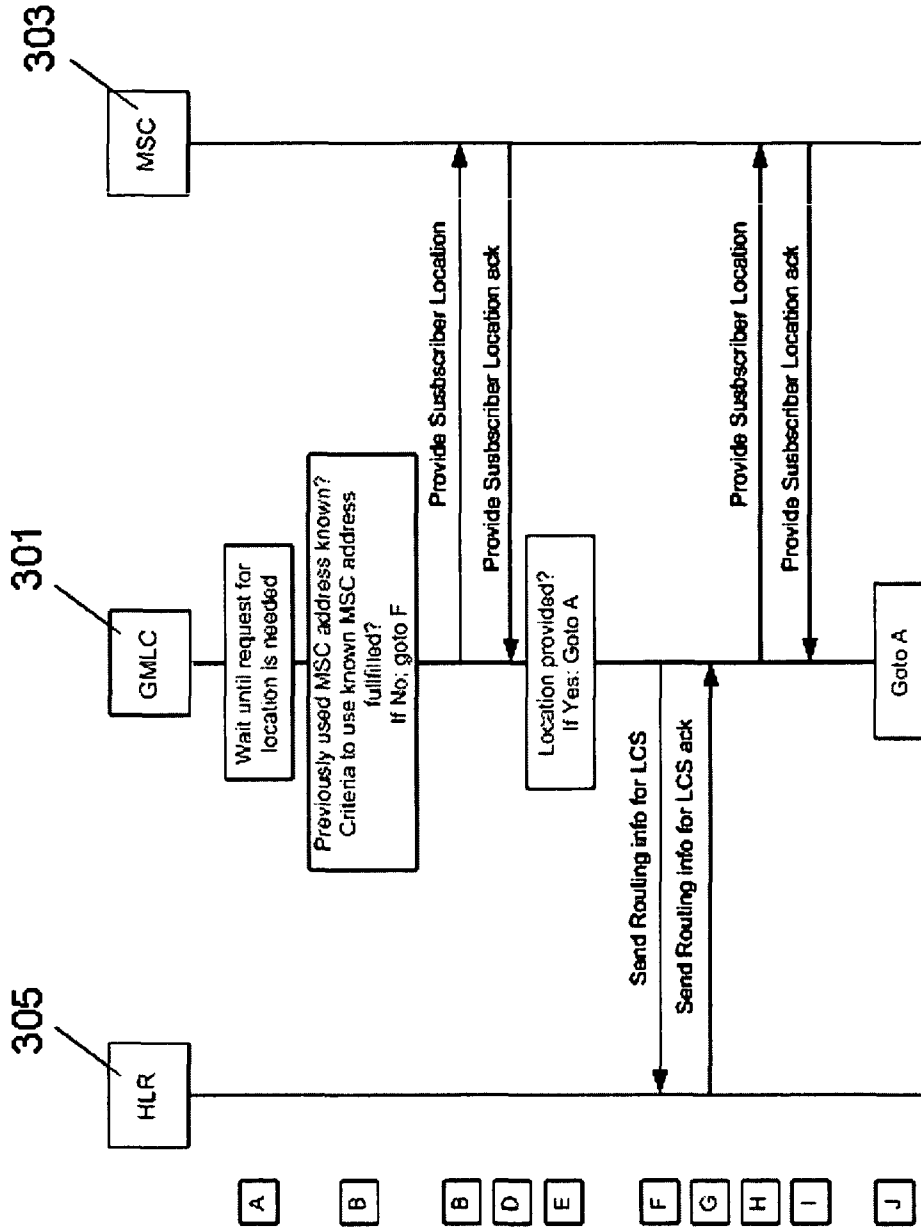 305
301
303
HLR
GMLC
MSC
A
Wait until request for
location is needed
B
Previously used MSC address known?
Criteria to use known MSC address
fullfilled?
If No; goto F
B
Provide Susbscriber Location
D
Provide Susbscriber Location ack
E
Location provided?
If Yes: Goto A
F
Send Routing info for LCS
G
Send Routing info for LCS ack
H
Provide Susbscriber Location
I
Provide Susbscriber Location ack
J
Goto A